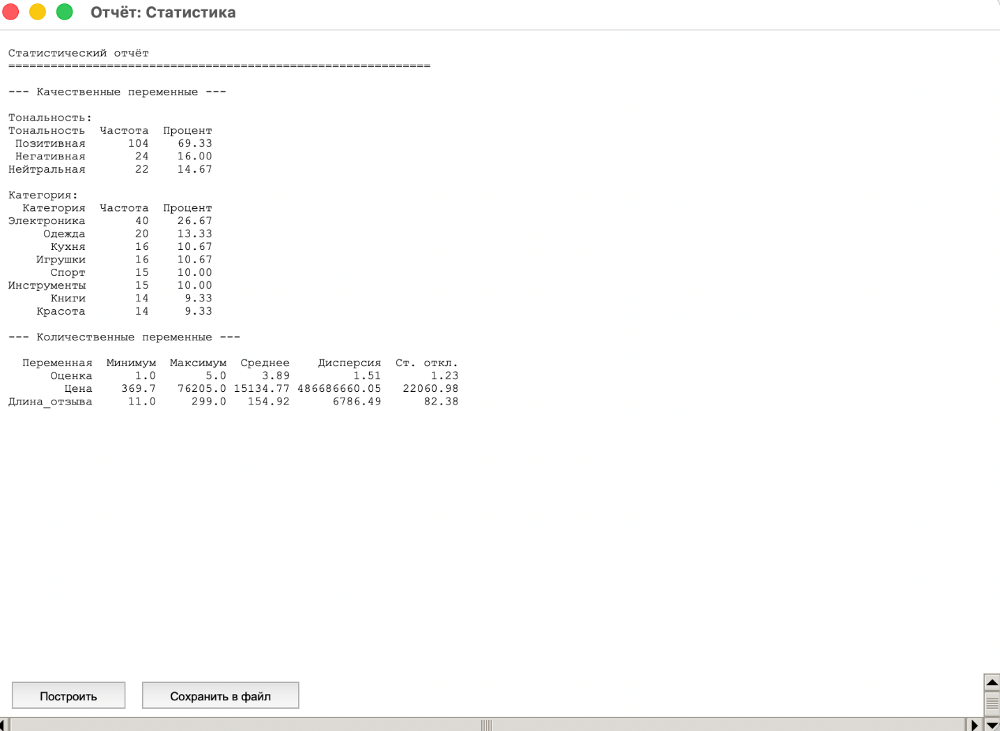 Отчёт: Статистика
Статистический отчёт
============================================================
--- Качественные переменные ---
Тональность:
Тональность  Частота  Процент
 Позитивная      104    69.33
 Негативная       24    16.00
Нейтральная       22    14.67
Категория:
  Категория  Частота  Процент
Электроника       40    26.67
     Одежда       20    13.33
      Кухня       16    10.67
    Игрушки       16    10.67
      Спорт       15    10.00
Инструменты       15    10.00
      Книги       14     9.33
    Красота       14     9.33
--- Количественные переменные ---
  Переменная  Минимум  Максимум  Среднее    Дисперсия  Ст. откл.
      Оценка      1.0       5.0     3.89         1.51       1.23
        Цена    369.7   76205.0 15134.77 486686660.05   22060.98
Длина_отзыва     11.0     299.0   154.92      6786.49      82.38
Построить
Сохранить в файл